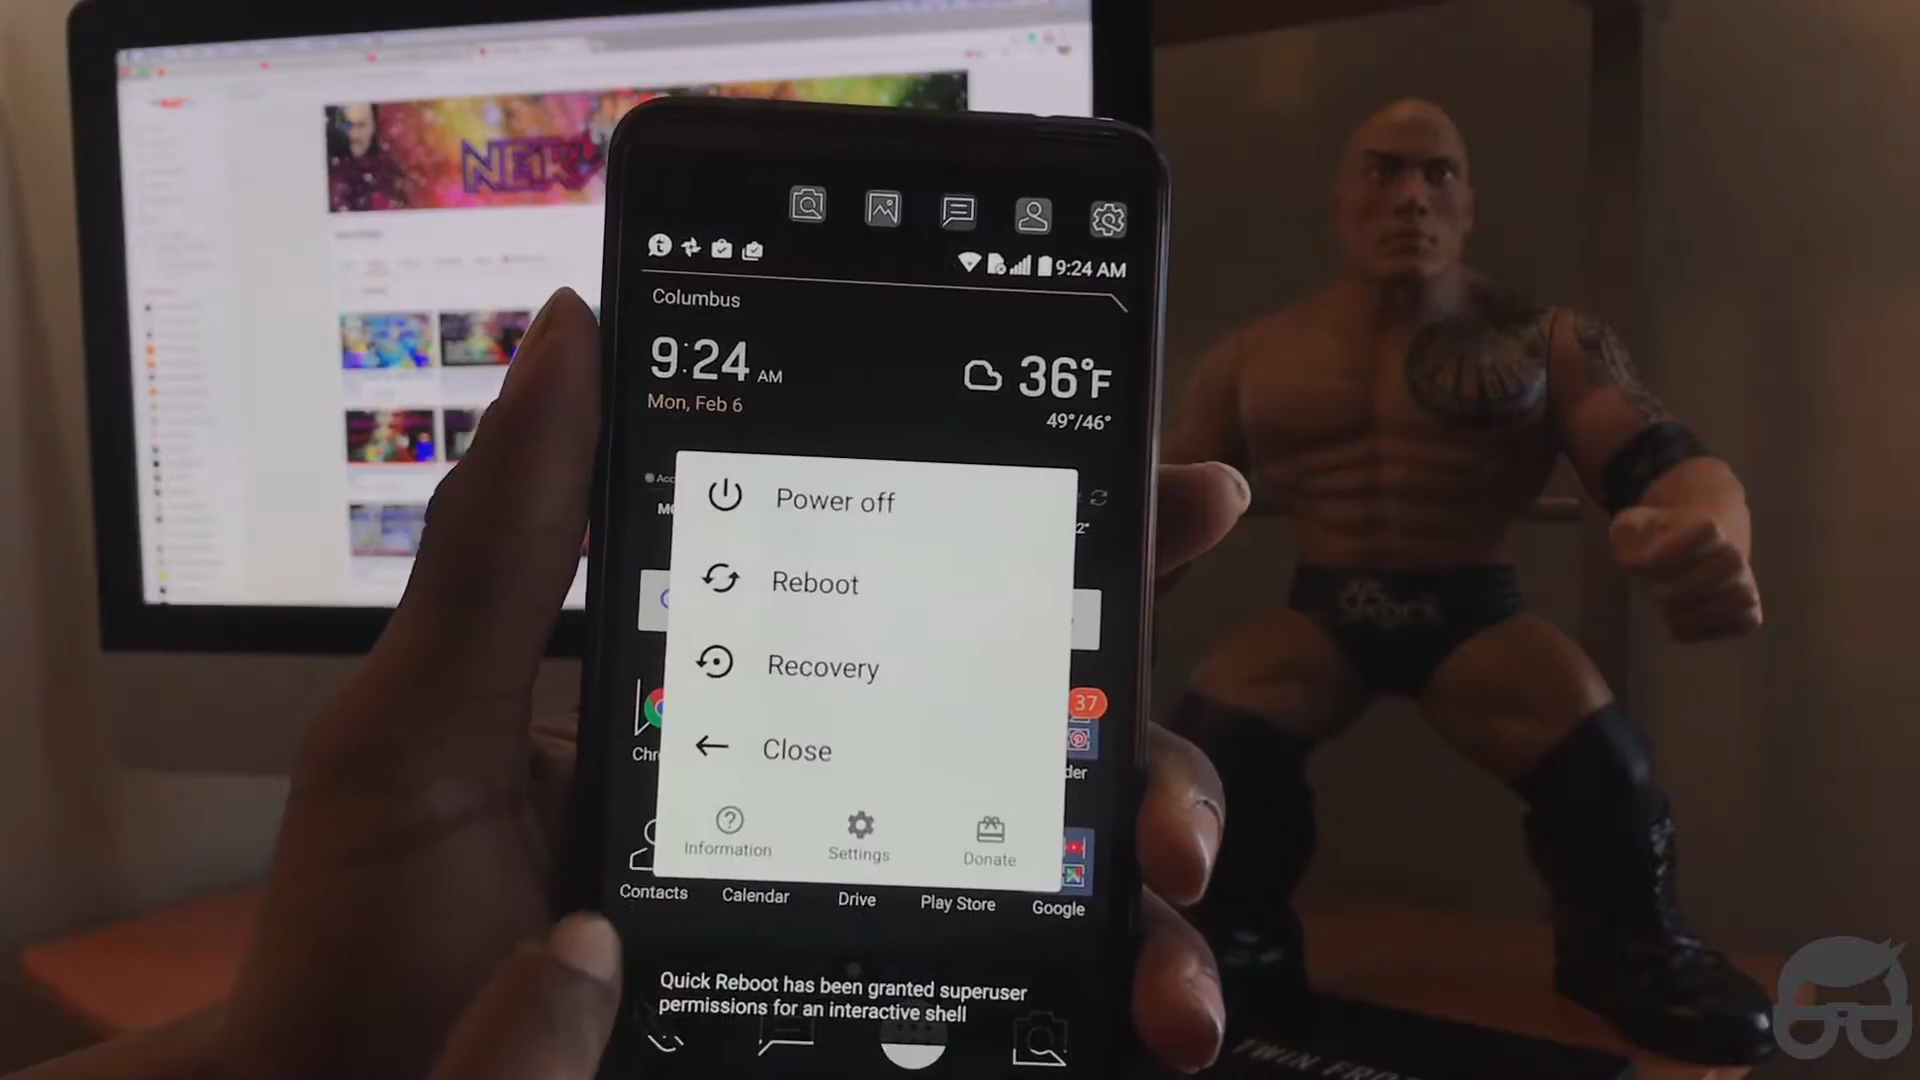 9:24 AM
Columbus
9:24 AM
36°F
Mon, Feb 6
49°/46°
Power off
Reboot
Recovery
37
Close
Information
Settings
Donate
Contacts
Calendar
Drive
Play Store
Google
Quick Reboot has been granted superuser
permissions for an interactive shell